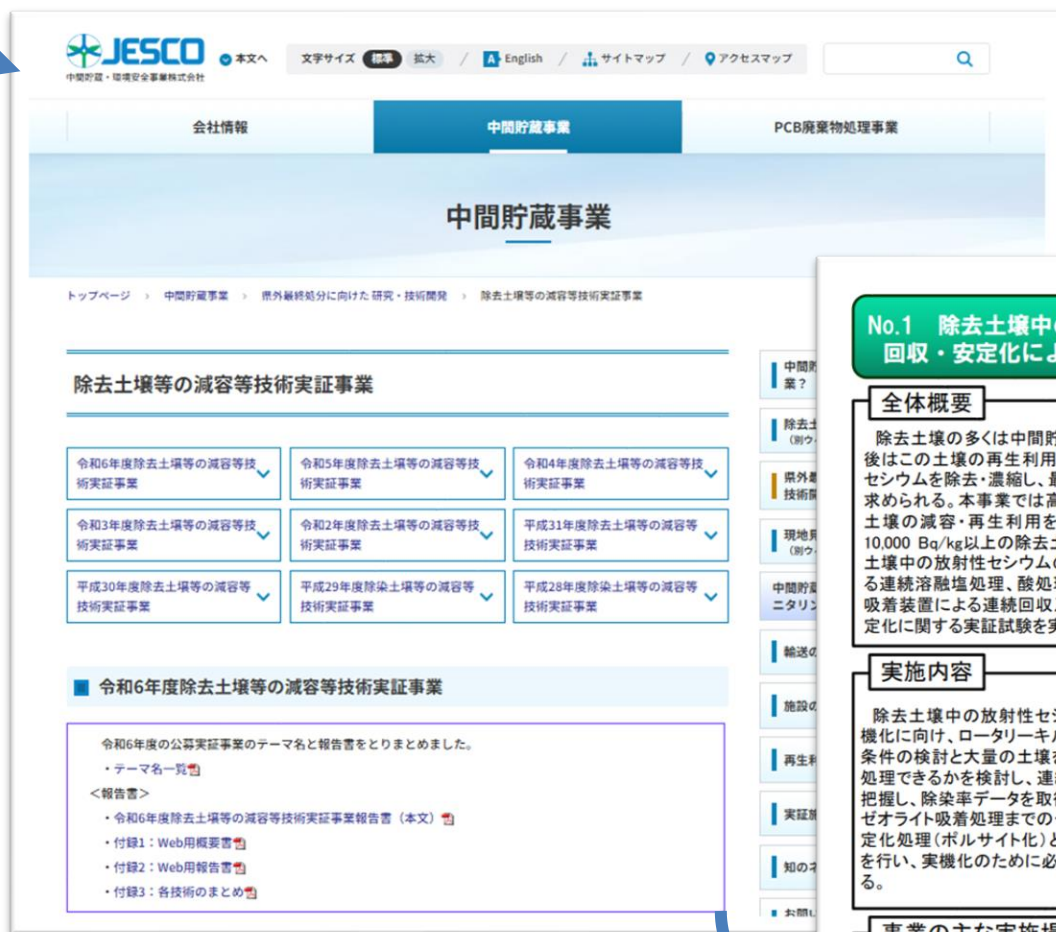 JESCO
中間貯蔵・環境安全事業株式会社
本文へ
文字サイズ 標準 拡大 / A English / サイトマップ / アクセスマップ
会社情報 中間貯蔵事業 PCB廃棄物処理事業
中間貯蔵事業
トップページ › 中間貯蔵事業 › 県外最終処分に向けた 研究・技術開発 › 除去土壌等の減容等技術実証事業
除去土壌等の減容等技術実証事業
令和6年度除去土壌等の減容等技術実証事業
令和5年度除去土壌等の減容等技術実証事業
令和4年度除去土壌等の減容等技術実証事業
令和3年度除去土壌等の減容等技術実証事業
令和2年度除去土壌等の減容等技術実証事業
平成31年度除去土壌等の減容等技術実証事業
平成30年度除去土壌等の減容等技術実証事業
平成29年度除染土壌等の減容等技術実証事業
平成28年度除染土壌等の減容等技術実証事業
令和6年度除去土壌等の減容等技術実証事業
令和6年度の公募実証事業のテーマ名と報告書をとりまとめました。
・テーマ名一覧
<報告書>
・令和6年度除去土壌等の減容等技術実証事業報告書（本文）
・付録1：Web用概要書
・付録2：Web用報告書
・付録3：各技術のまとめ
中間貯
業？
除去土
（別ウ
県外最
技術開
現地見
（別ウ
中間貯蔵
ニタリン
輸送の
施設の
再生利
実証施
知のネ
お問い
No.1 除去土壌中の
回収・安定化によ
全体概要
除去土壌の多くは中間貯
後はこの土壌の再生利用
セシウムを除去・濃縮し、最
求められる。本事業では高
土壌の減容・再生利用を
10,000 Bq/kg以上の除去土
土壌中の放射性セシウムの
る連続溶融塩処理、酸処理
吸着装置による連続回収
定化に関する実証試験を実
実施内容
除去土壌中の放射性セシ
機化に向け、ロータリーキル
条件の検討と大量の土壌を
処理できるかを検討し、連続
把握し、除染率データを取得
ゼオライト吸着処理までの
定化処理（ポルサイト化）と
を行い、実機化のために必
る。
事業の主な実施場